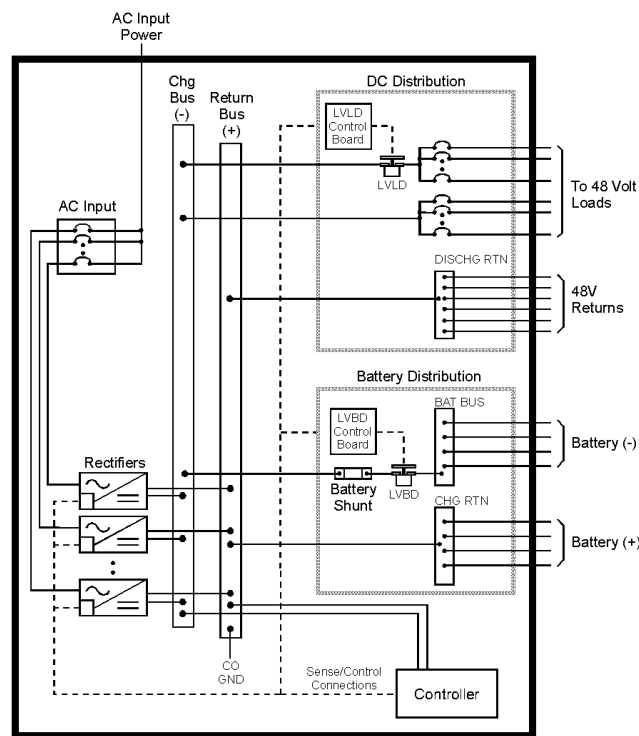 AC Input
Power
Chg
Bus
(-)
Return
Bus
(+)
DC Distribution
LVLD
Control
Board
LVLD
To 48 Volt
Loads
AC Input
DISCHG RTN
48V
Returns
Battery Distribution
BAT BUS
LVBD
Control
Board
Battery (-)
Rectifiers
Battery
Shunt
LVBD
CHG RTN
Battery (+)
CO
GND
Sense/Control
Connections
Controller